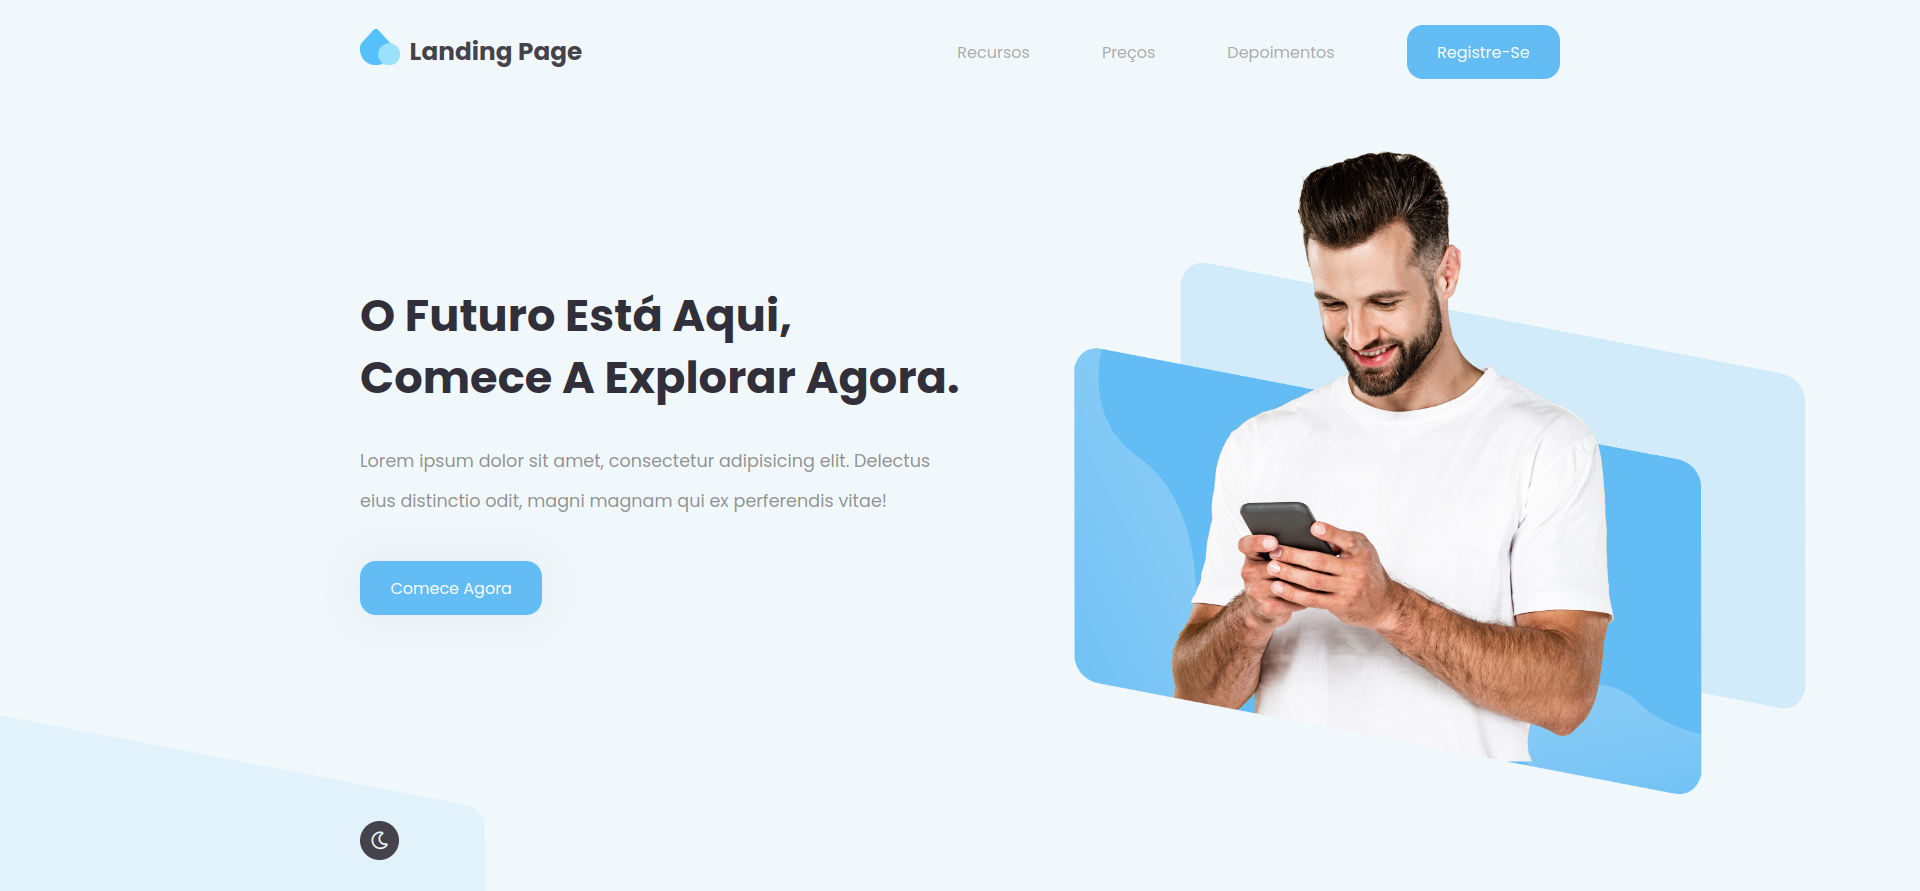 Landing Page
Recursos
Preços
Depoimentos
Registre-Se
O Futuro Está Aqui,
Comece A Explorar Agora.
Lorem ipsum dolor sit amet, consectetur adipisicing elit. Delectus
eius distinctio odit, magni magnam qui ex perferendis vitae!
Comece Agora